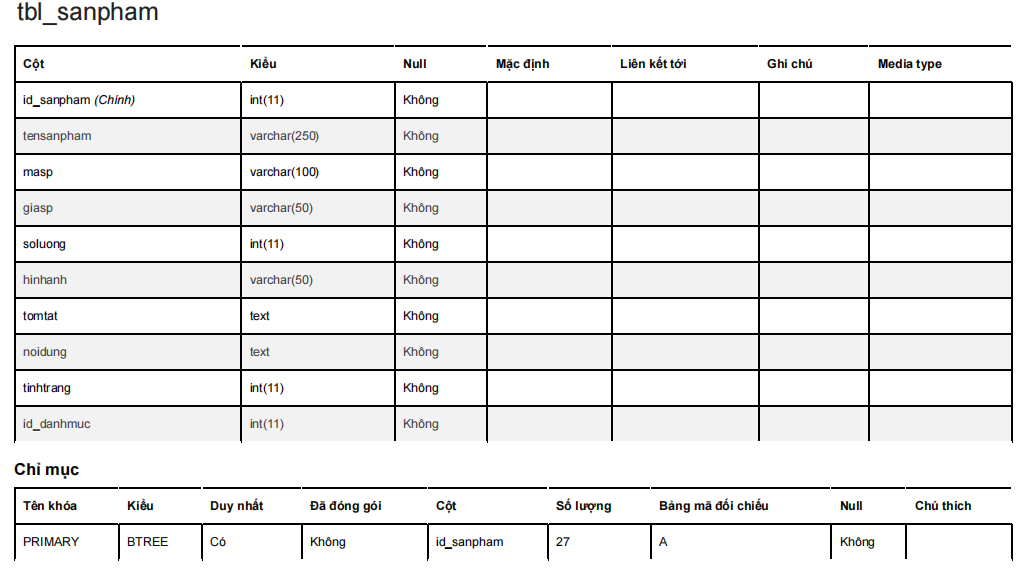 tbl_sanpham
Cột Kiểu Null Mặc định Liên kết tới Ghi chú Media type
id_sanpham (Chính) int(11) Không
tensanpham varchar(250) Không
masp varchar(100) Không
giasp varchar(50) Không
soluong int(11) Không
hinhanh varchar(50) Không
tomtat text Không
noidung text Không
tinhtrang int(11) Không
id_danhmuc int(11) Không
Chỉ mục
Tên khóa Kiểu Duy nhất Đã đóng gói Cột Số lượng Bảng mã đối chiếu Null Chú thích
PRIMARY BTREE Có Không id_sanpham 27 A Không